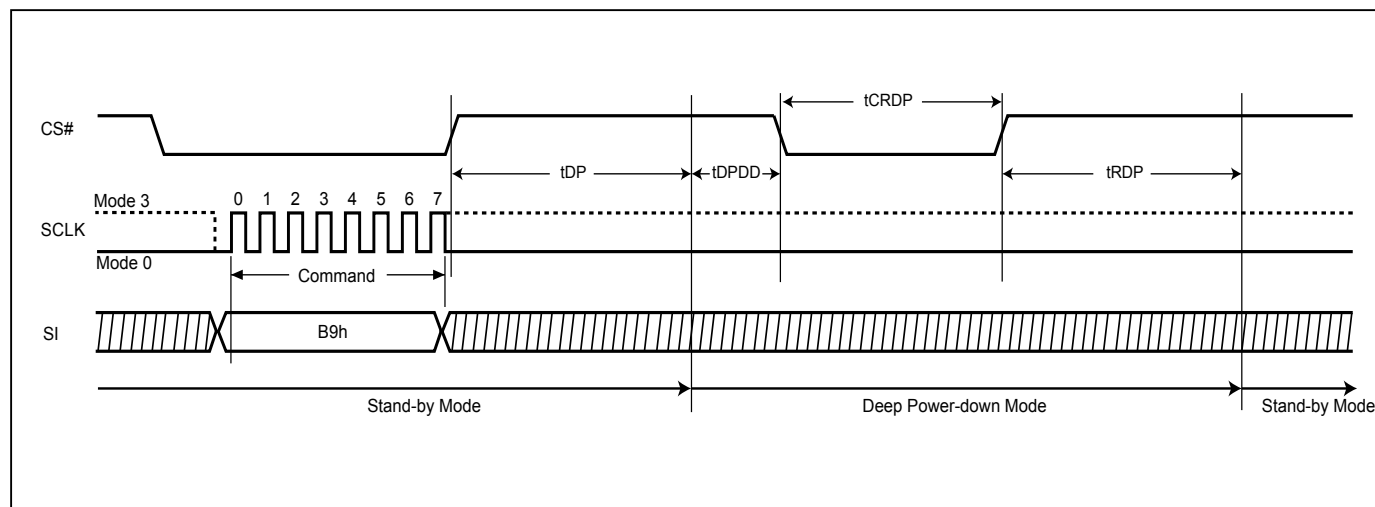 tCRDP
CS#
tDP
tDPDD
tRDP
Mode 3
0 1 2 3 4 5 6 7
SCLK
Mode 0
Command
SI
B9h
Stand-by Mode
Deep Power-down Mode
Stand-by Mode